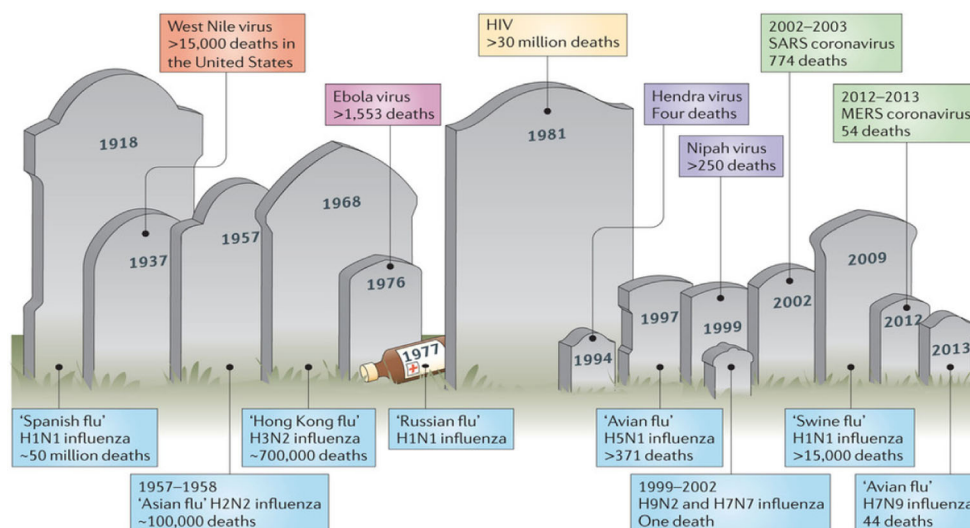 West Nile virus
>15,000 deaths in
the United States
Ebola virus
>1,553 deaths
HIV
>30 million deaths
Hendra virus
Four deaths
Nipah virus
>250 deaths
2002–2003
SARS coronavirus
774 deaths
2012–2013
MERS coronavirus
54 deaths
1918
1937
1957
1968
1976
1977
1981
1994
1997
1999
2002
2009
2012
2013
‘Spanish flu’
H1N1 influenza
~50 million deaths
1957–1958
‘Asian flu’ H2N2 influenza
~100,000 deaths
‘Hong Kong flu’
H3N2 influenza
~700,000 deaths
‘Russian flu’
H1N1 influenza
‘Avian flu’
H5N1 influenza
>371 deaths
1999–2002
H9N2 and H7N7 influenza
One death
‘Swine flu’
H1N1 influenza
>15,000 deaths
‘Avian flu’
H7N9 influenza
44 deaths